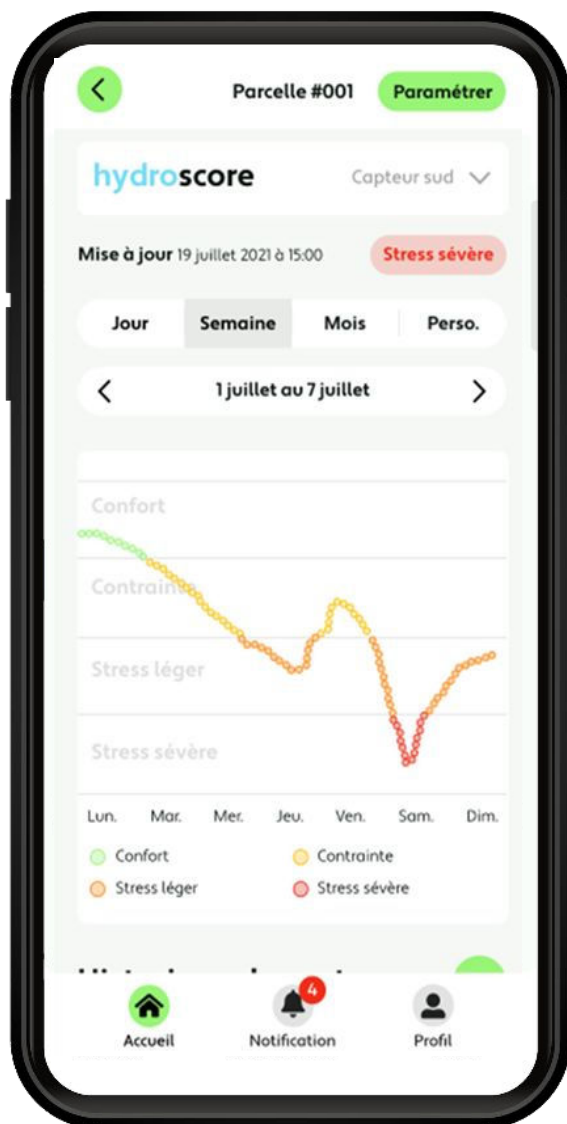 Parcelle #001 Paramétrer
hydroscore Capteur sud
Mise à jour 19 juillet 2021 à 15:00 Stress sévère
Jour Semaine Mois Perso.
1 juillet au 7 juillet
Confort
Contrainte
Stress léger
Stress sévère
Lun. Mar. Mer. Jeu. Ven. Sam. Dim.
Confort Contrainte
Stress léger Stress sévère
4
Accueil Notification Profil